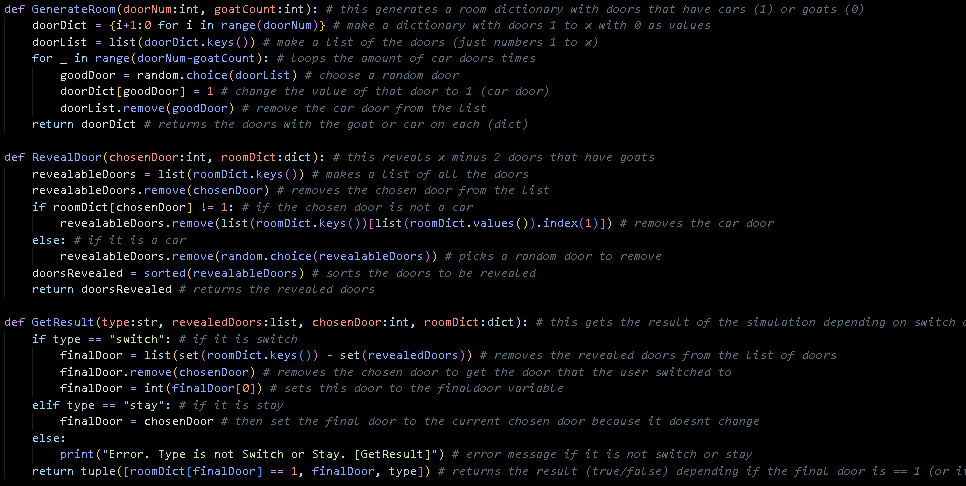 def GenerateRoom(doorNum:int, goatCount:int): # this generates a room dictionary with doors that have cars (1) or goats (0)
doorDict = {i+1:0 for i in range(doorNum)} # make a dictionary with doors 1 to x with 0 as values
doorList = list(doorDict.keys()) # make a list of the doors (just numbers 1 to x)
for _ in range(doorNum-goatCount): # loops the amount of car doors times
goodDoor = random.choice(doorList) # choose a random door
doorDict[goodDoor] = 1 # change the value of that door to 1 (car door)
doorList.remove(goodDoor) # remove the car door from the list
return doorDict # returns the doors with the goat or car on each (dict)
def RevealDoor(chosenDoor:int, roomDict:dict): # this reveals x minus 2 doors that have goats
revealableDoors = list(roomDict.keys()) # makes a list of all the doors
revealableDoors.remove(chosenDoor) # removes the chosen door from the list
if roomDict[chosenDoor] != 1: # if the chosen door is not a car
revealableDoors.remove(list(roomDict.keys())[list(roomDict.values()).index(1)]) # removes the car door
else: # if it is a car
revealableDoors.remove(random.choice(revealableDoors)) # picks a random door to remove
doorsRevealed = sorted(revealableDoors) # sorts the doors to be revealed
return doorsRevealed # returns the revealed doors
def GetResult(type:str, revealedDoors:list, chosenDoor:int, roomDict:dict): # this gets the result of the simulation depending on switch
if type == "switch": # if it is switch
finalDoor = list(set(roomDict.keys()) - set(revealedDoors)) # removes the revealed doors from the list of doors
finalDoor.remove(chosenDoor) # removes the chosen door to get the door that the user switched to
finalDoor = int(finalDoor[0]) # sets this door to the finaldoor variable
elif type == "stay": # if it is stay
finalDoor = chosenDoor # then set the final door to the current chosen door because it doesnt change
else:
print("Error. Type is not Switch or Stay. [GetResult]") # error message if it is not switch or stay
return tuple([roomDict[finalDoor] == 1, finalDoor, type]) # returns the result (true/false) depending if the final door is == 1 (or